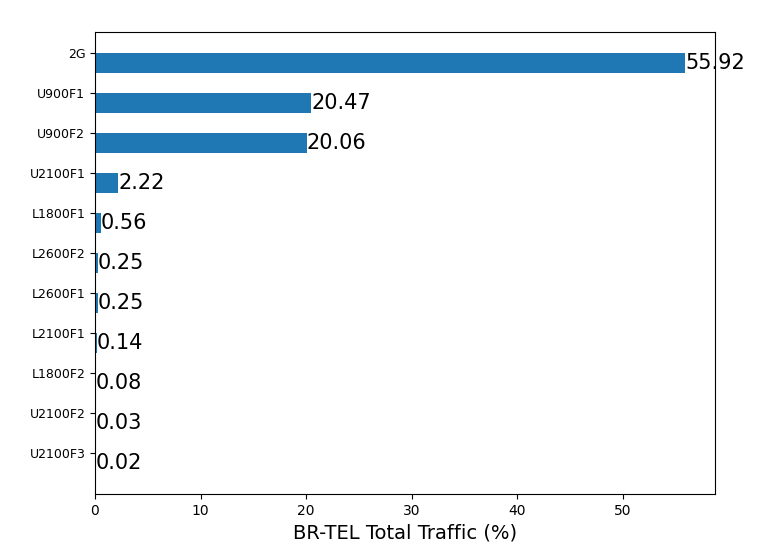 2G 55.92
U900F1 20.47
U900F2 20.06
U2100F1 2.22
L1800F1 0.56
L2600F2 0.25
L2600F1 0.25
L2100F1 0.14
L1800F2 0.08
U2100F2 0.03
U2100F3 0.02
0 10 20 30 40 50
BR-TEL Total Traffic (%)